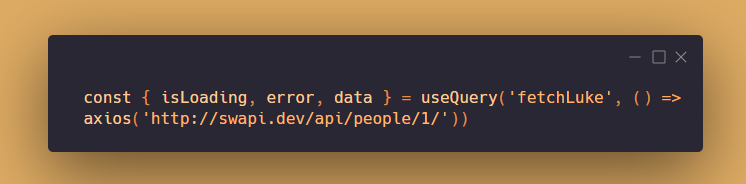 const { isLoading, error, data } = useQuery('fetchLuke', () =>
axios('http://swapi.dev/api/people/1/'))